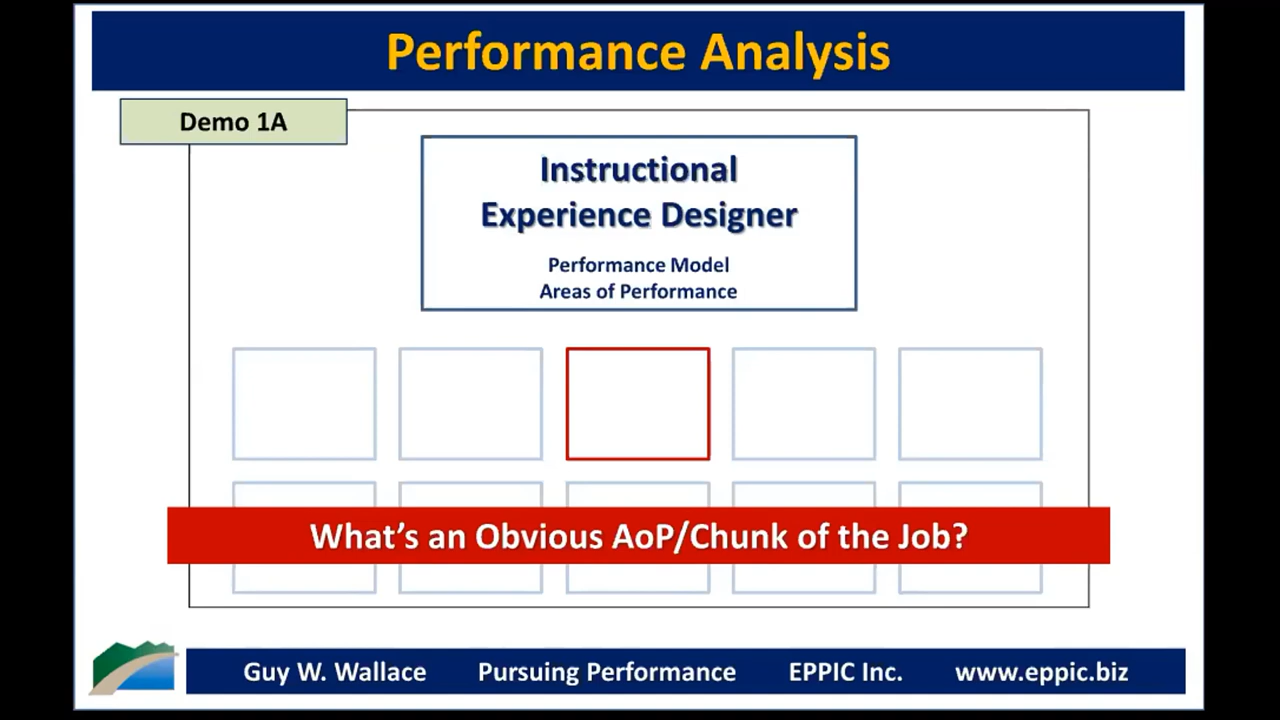 Performance Analysis
Demo 1A
Instructional
Experience Designer
Performance Model
Areas of Performance
What’s an Obvious AoP/Chunk of the Job?
Guy W. Wallace Pursuing Performance EPPIC Inc. www.eppic.biz